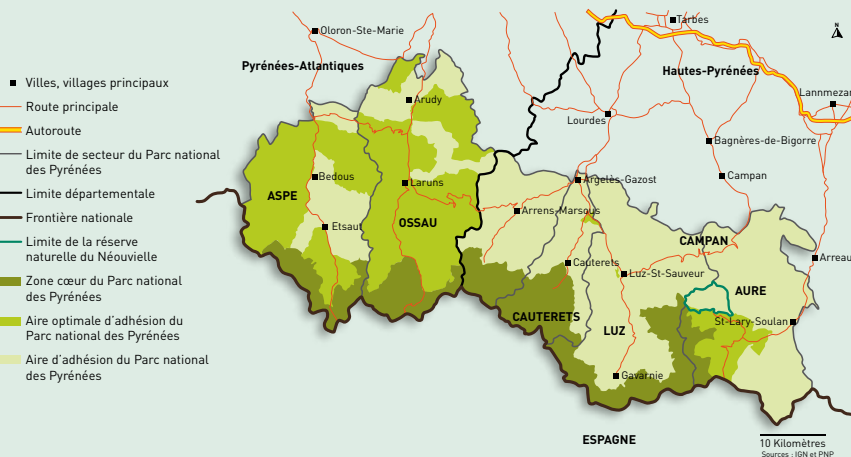 Oloron-Ste-Marie
Tarbes
N
Pyrénées-Atlantiques
Hautes-Pyrénées
Villes, villages principaux
Route principale
Autoroute
Limite de secteur du Parc national
des Pyrénées
Limite départementale
Frontière nationale
Limite de la réserve
naturelle du Néouvielle
Zone cœur du Parc national
des Pyrénées
Aire optimale d'adhésion du
Parc national des Pyrénées
Aire d'adhésion du Parc national
des Pyrénées
Arudy
Lannmezan
Lourdes
Bagnères-de-Bigorre
Bedous
Laruns
Argelès-Gazost
Campan
ASPE
Arrens-Marsous
Etsaut
OSSAU
CAMPAN
Arreau
Cauterets
Luz-St-Sauveur
AURE
CAUTERETS
LUZ
St-Lary-Soulan
Gavarnie
ESPAGNE
10 Kilomètres
Sources : IGN et PNP